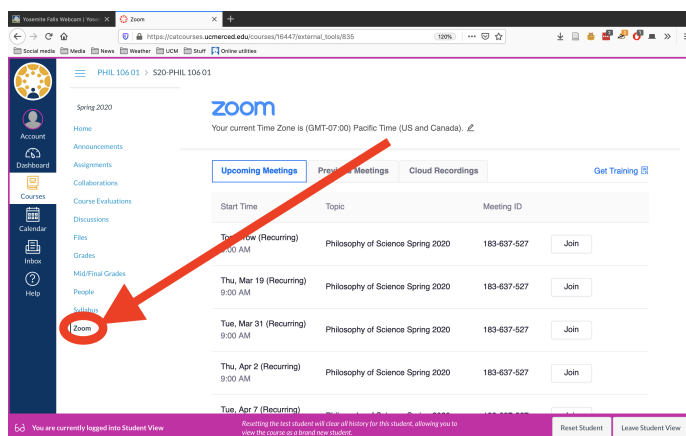 Yosemite Falls Webcam | Yosem
Zoom
https://catcourses.ucmerced.edu/courses/16447/external_tools/835
120%
Social media
Media
News
Weather
UCM
Stuff
Online utilities
PHIL 106 01 > S20-PHIL 106 01
Account
Dashboard
Courses
Calendar
Inbox
Help
Spring 2020
Home
Announcements
Assignments
Collaborations
Course Evaluations
Discussions
Files
Grades
Mid/Final Grades
People
Syllabus
Zoom
zoom
Your current Time Zone is (GMT-07:00) Pacific Time (US and Canada).
Upcoming Meetings
Previous Meetings
Cloud Recordings
Get Training
Start Time Topic Meeting ID
Tomorrow (Recurring)
9:00 AM
Philosophy of Science Spring 2020 183-637-527 Join
Thu, Mar 19 (Recurring)
9:00 AM
Philosophy of Science Spring 2020 183-637-527 Join
Tue, Mar 31 (Recurring)
9:00 AM
Philosophy of Science Spring 2020 183-637-527 Join
Thu, Apr 2 (Recurring)
9:00 AM
Philosophy of Science Spring 2020 183-637-527 Join
Tue, Apr 7 (Recurring)
You are currently logged into Student View
Resetting the test student will clear all history for this student, allowing you to
view the course as a brand new student.
Reset Student
Leave Student View